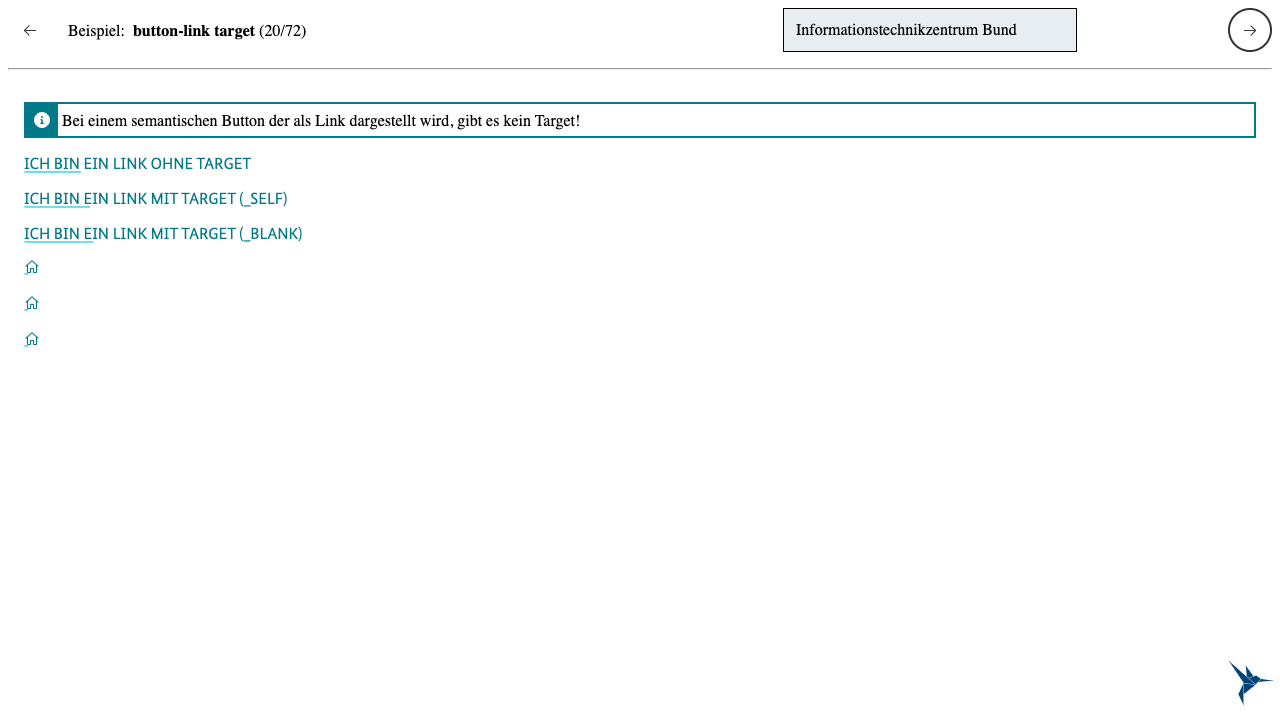 Beispiel: button-link target (20/72)
Informationstechnikzentrum Bund
Bei einem semantischen Button der als Link dargestellt wird, gibt es kein Target!
ICH BIN EIN LINK OHNE TARGET
ICH BIN EIN LINK MIT TARGET (_SELF)
ICH BIN EIN LINK MIT TARGET (_BLANK)